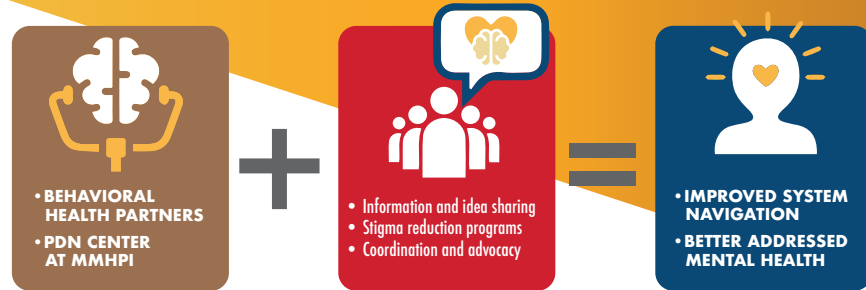 • BEHAVIORAL
HEALTH PARTNERS
• PDN CENTER
AT MMHPI
+
• Information and idea sharing
• Stigma reduction programs
• Coordination and advocacy
=
• IMPROVED SYSTEM
NAVIGATION
• BETTER ADDRESSED
MENTAL HEALTH